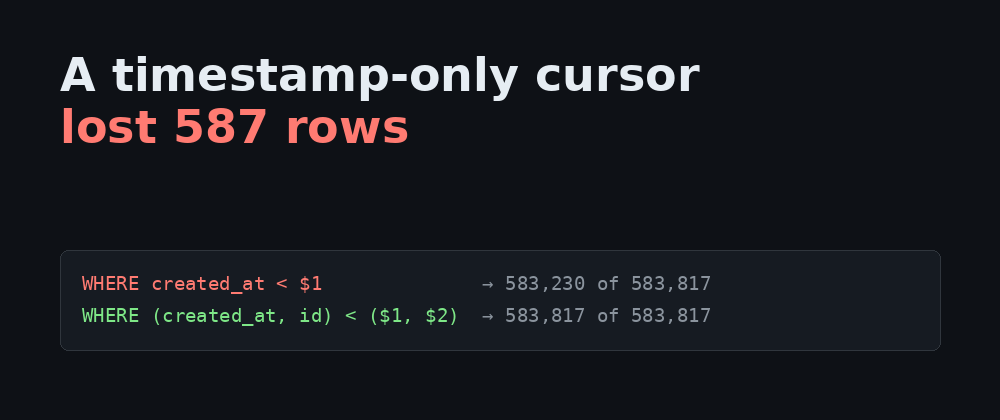 A timestamp-only cursor
lost 587 rows
WHERE created_at < $1 → 583,230 of 583,817
WHERE (created_at, id) < ($1, $2) → 583,817 of 583,817